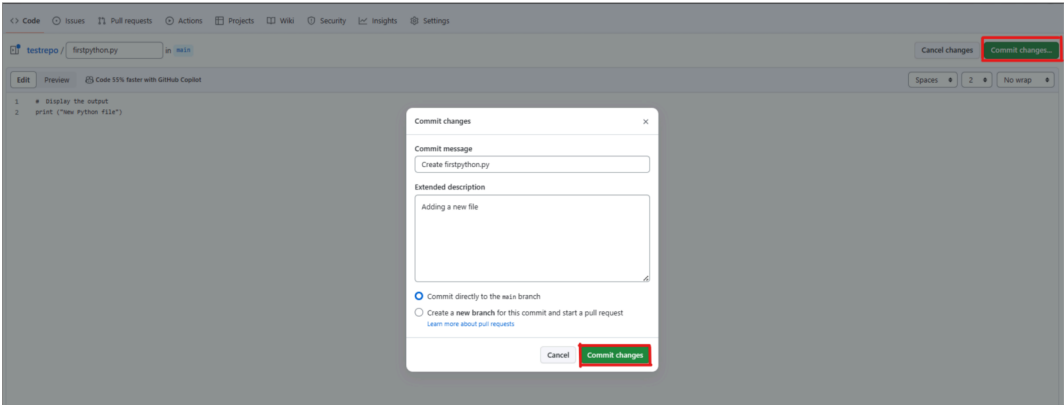 <> Code Issues Pull requests Actions Projects Wiki Security Insights Settings
testrepo / firstpython.py in main Cancel changes Commit changes...
Edit Preview Code 55% faster with GitHub Copilot Spaces 2 No wrap
1 # Display the output
2 print ("New Python file")
Commit changes ×
Commit message
Create firstpython.py
Extended description
Adding a new file
Commit directly to the main branch
Create a new branch for this commit and start a pull request
Learn more about pull requests
Cancel Commit changes